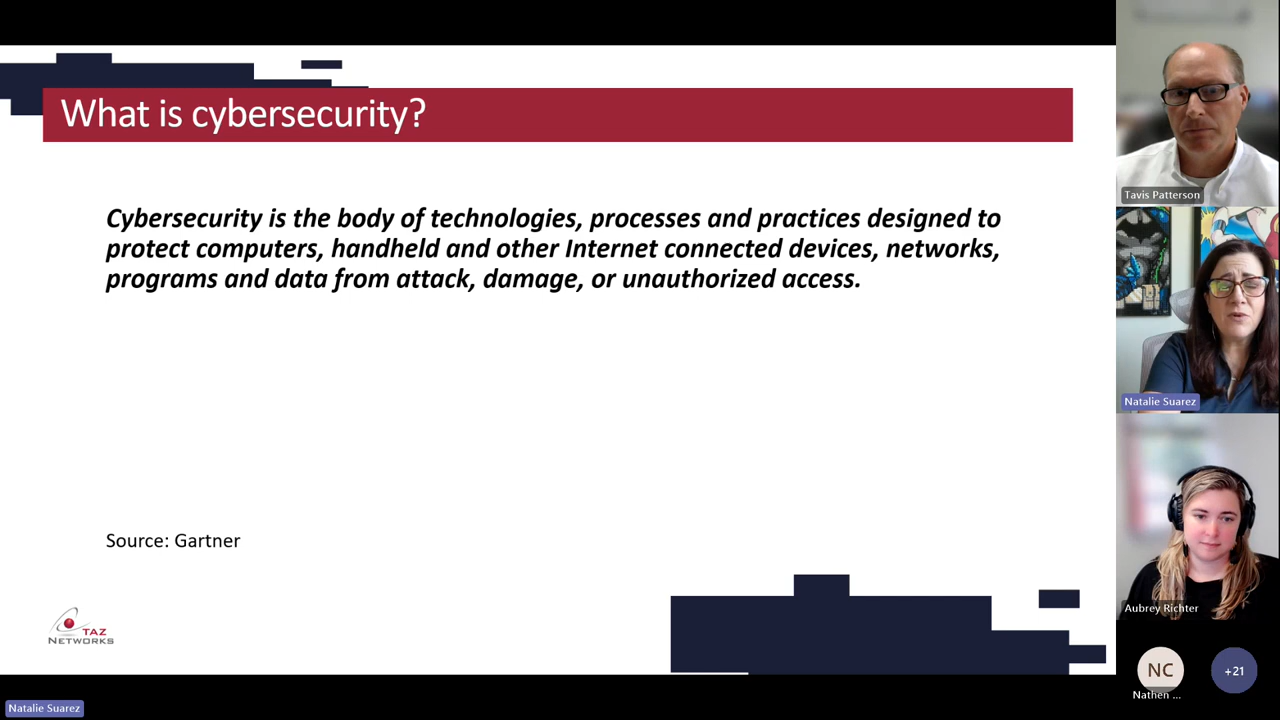 What is cybersecurity?
Cybersecurity is the body of technologies, processes and practices designed to
protect computers, handheld and other Internet connected devices, networks,
programs and data from attack, damage, or unauthorized access.
Source: Gartner
TAZ
NETWORKS
Tavis Patterson
Natalie Suarez
Aubrey Richter
NC
Nathen ...
+21
Natalie Suarez